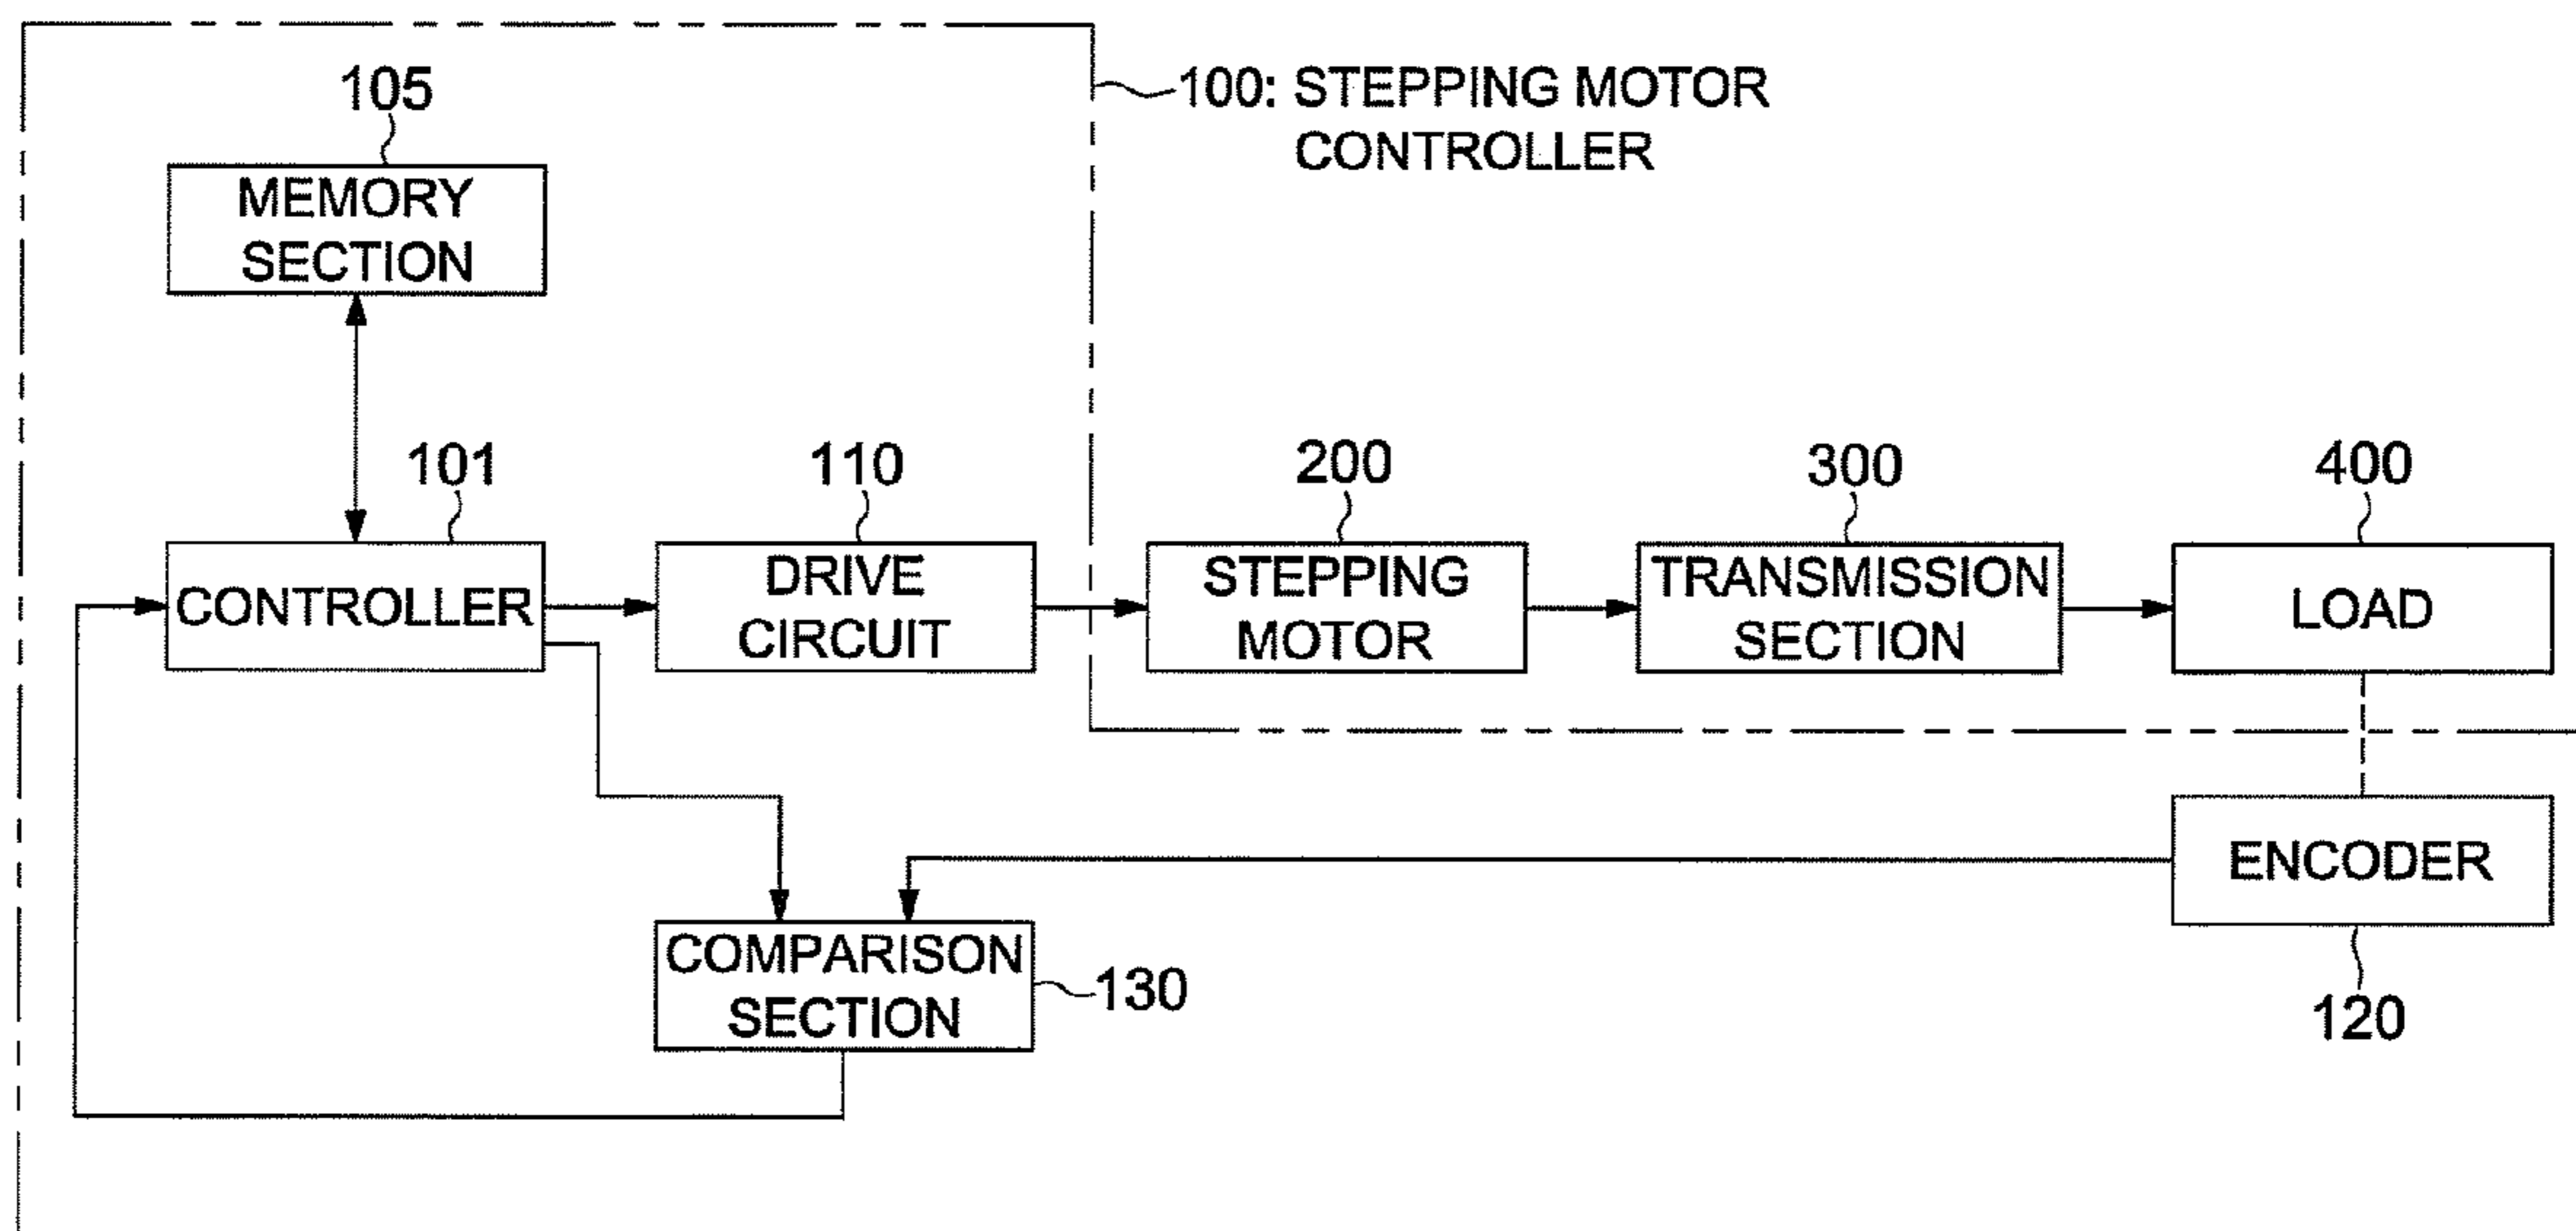 105
100: STEPPING MOTOR
CONTROLLER
MEMORY
SECTION
101
110
200
300
400
CONTROLLER
DRIVE
CIRCUIT
STEPPING
MOTOR
TRANSMISSION
SECTION
LOAD
ENCODER
COMPARISON
SECTION
130
120